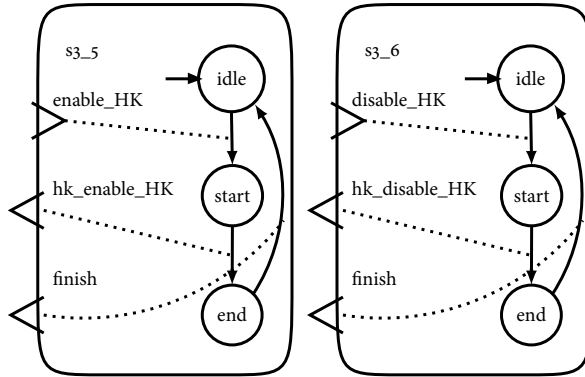 s3_5
idle
enable_HK
hk_enable_HK
start
finish
end
s3_6
idle
disable_HK
hk_disable_HK
start
finish
end